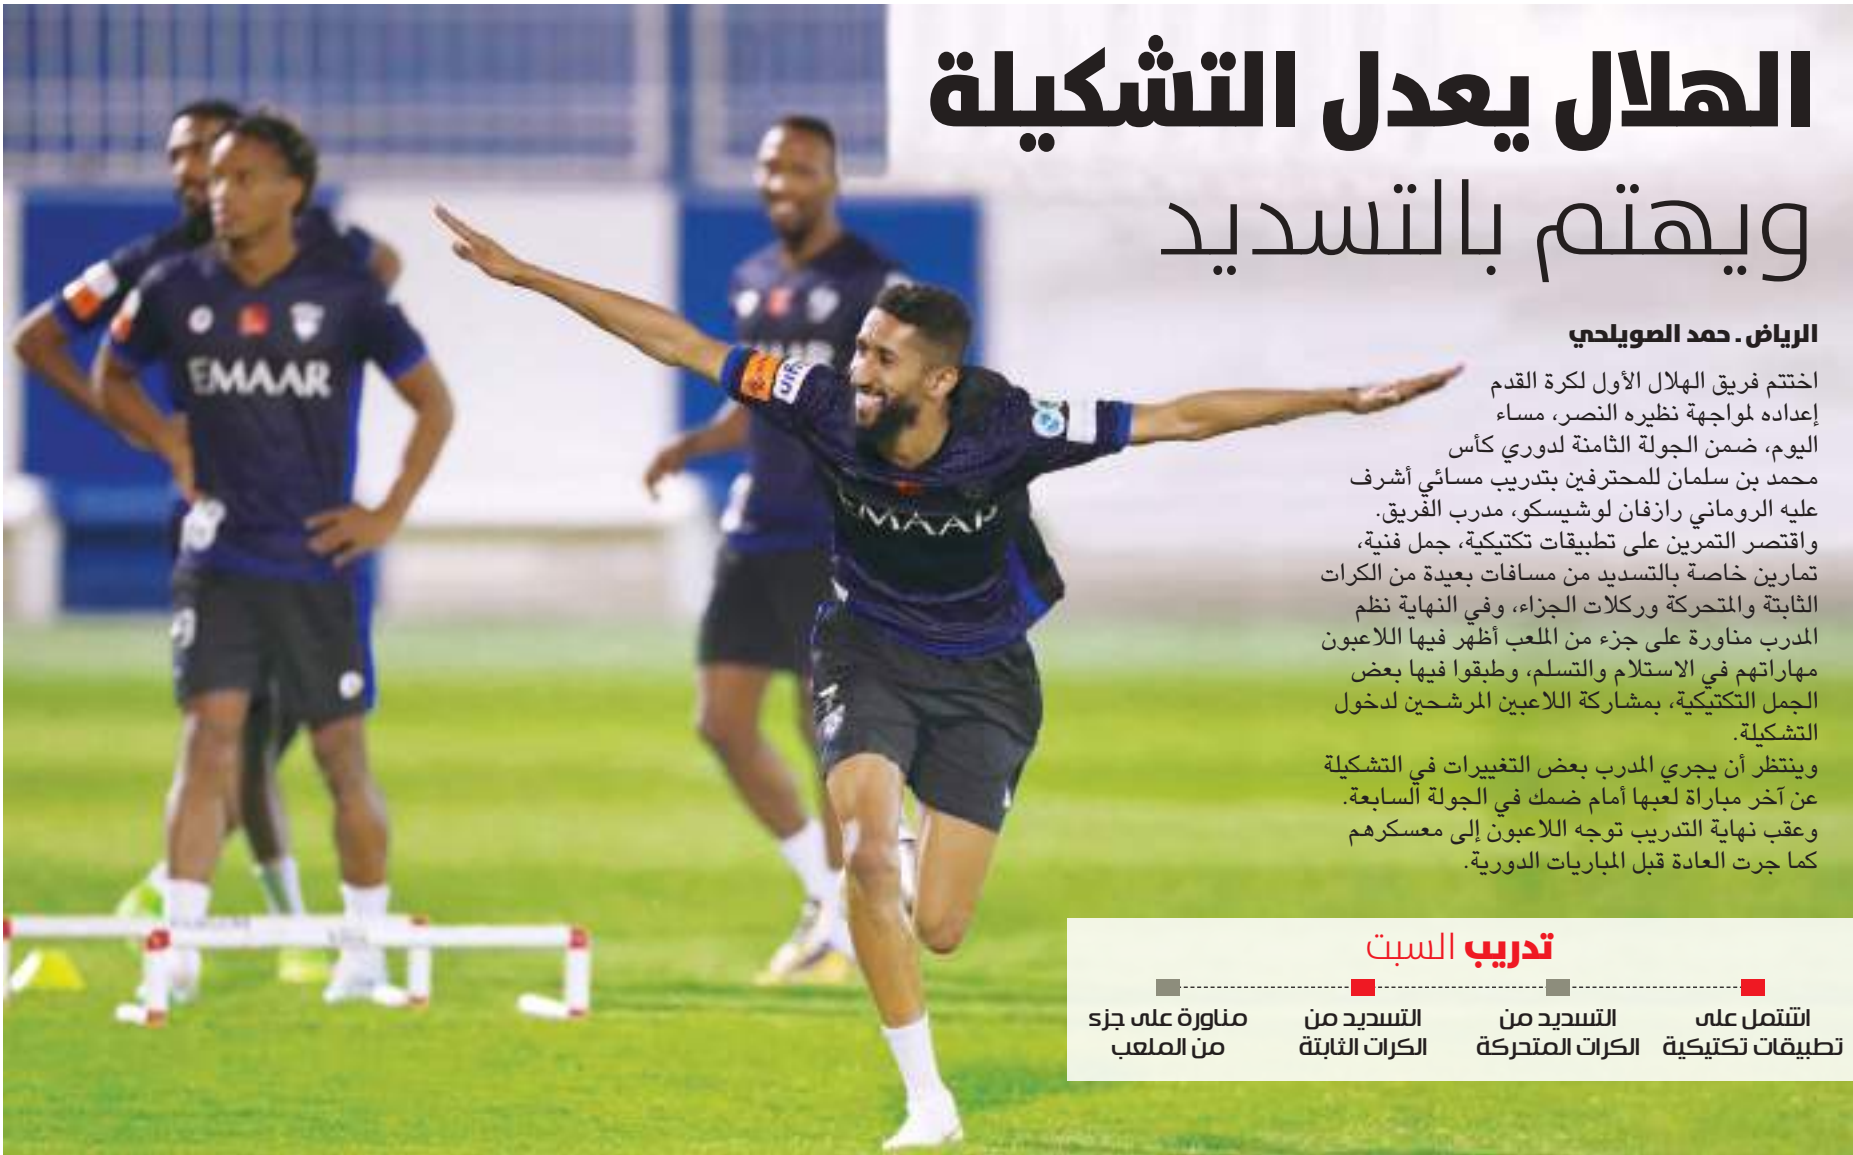 الهلال يعدل التشكيلة
ويهتم بالتسديد
الرياض ـ حمد الصويلحي
اختتم فريق الهلال الأول لكرة القدم
إعداده لمواجهة نظيره النصر، مساء
اليوم، ضمن الجولة الثامنة لدوري كأس
محمد بن سلمان للمحترفين بتدريب مسائي أشرف
عليه الروماني رازفان لوشيسكو، مدرب الفريق.
واقتصر التمرين على تطبيقات تكتيكية، جمل فنية،
تمارين خاصة بالتسديد من مسافات بعيدة من الكرات
الثابتة والمتحركة وركلات الجزاء، وفي النهاية نظم
المدرب مناورة على جزء من الملعب أظهر فيها اللاعبون
مهاراتهم في الاستلام والتسلم، وطبقوا فيها بعض
الجمل التكتيكية، بمشاركة اللاعبين المرشحين لدخول
التشكيلة.
وينتظر أن يجري المدرب بعض التغييرات في التشكيلة
عن آخر مباراة لعبها أمام ضمك في الجولة السابعة.
وعقب نهاية التدريب توجه اللاعبون إلى معسكرهم
كما جرت العادة قبل المباريات الدورية.
تدريب السبت
اشتمل على
تطبيقات تكتيكية
التسديد من
الكرات المتحركة
التسديد من
الكرات الثابتة
مناورة على جزء
من الملعب
EMAAR
EMAAR
EMAAR